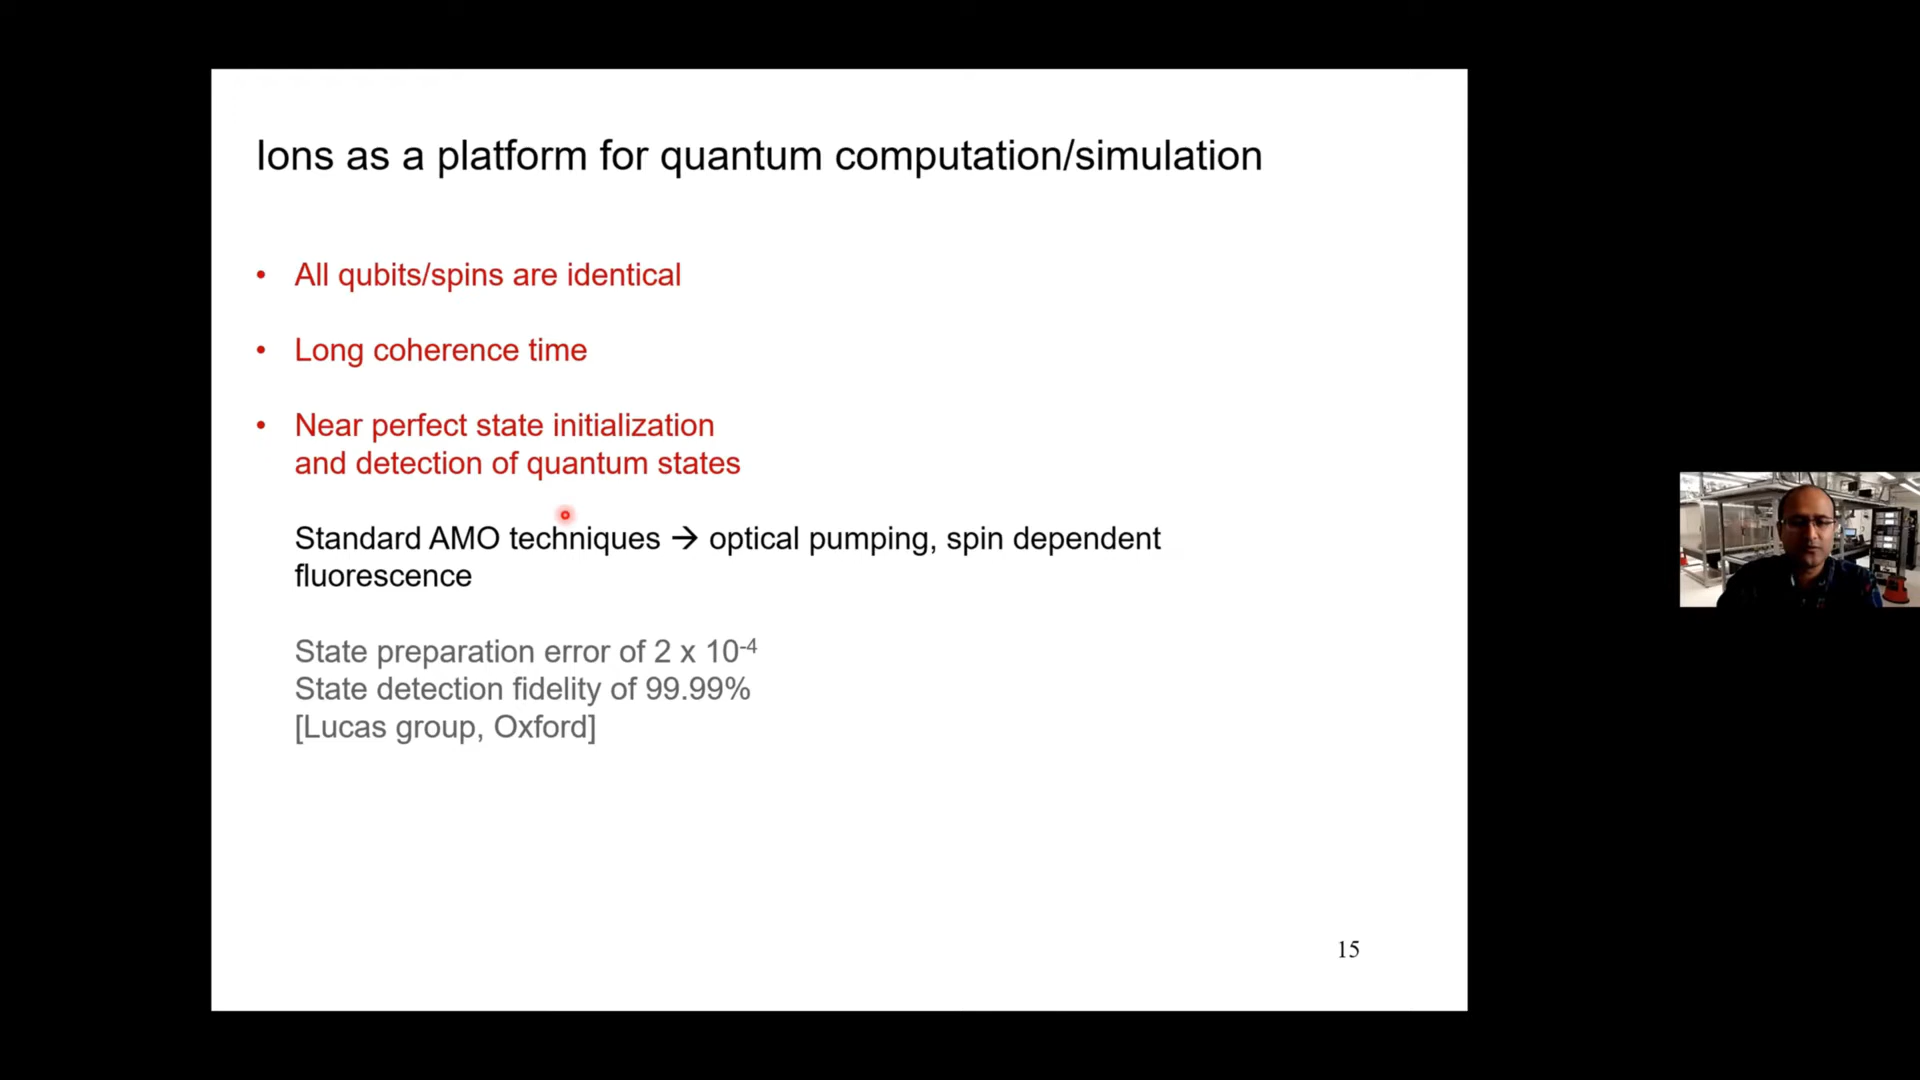 Ions as a platform for quantum computation/simulation
• All qubits/spins are identical
• Long coherence time
• Near perfect state initialization
and detection of quantum states
Standard AMO techniques → optical pumping, spin dependent
fluorescence
State preparation error of 2 x 10⁻⁴
State detection fidelity of 99.99%
[Lucas group, Oxford]
15